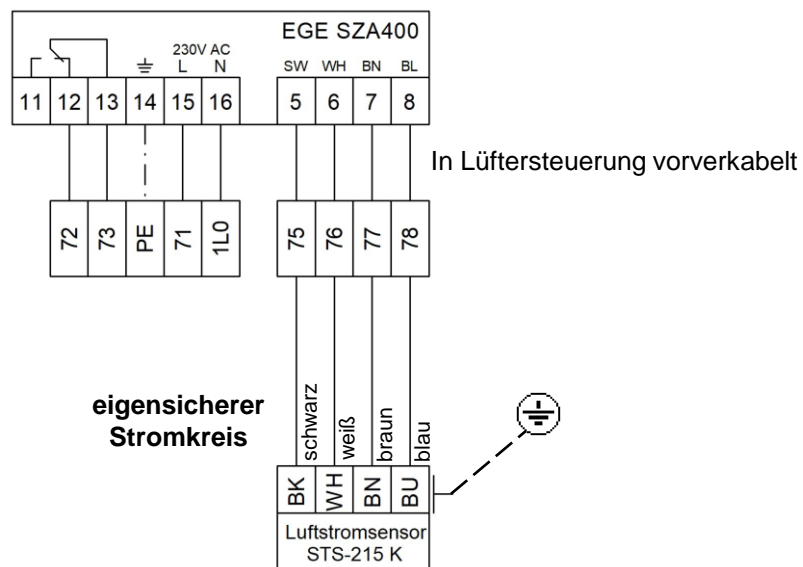 EGE SZA400
230V AC
L N SW WH BN BL
11 12 13 14 15 16 5 6 7 8
In Lüftersteuerung vorverkabelt
72 73 PE 71 1L0 75 76 77 78
eigensicherer
Stromkreis
schwarz weiß braun blau
BK WH BN BU
Luftstromsensor
STS-215 K